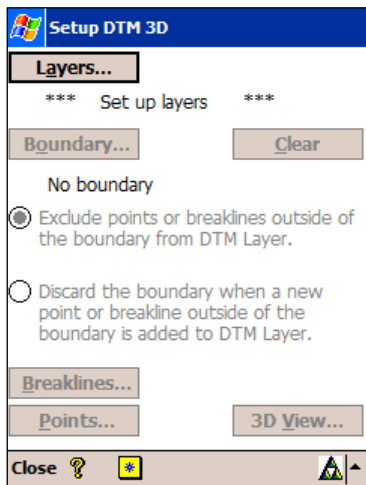 Setup DTM 3D
Layers...
*** Set up layers ***
Boundary... Clear
No boundary
Exclude points or breaklines outside of
the boundary from DTM Layer.
Discard the boundary when a new
point or breakline outside of the
boundary is added to DTM Layer.
Breaklines...
Points... 3D View...
Close ?